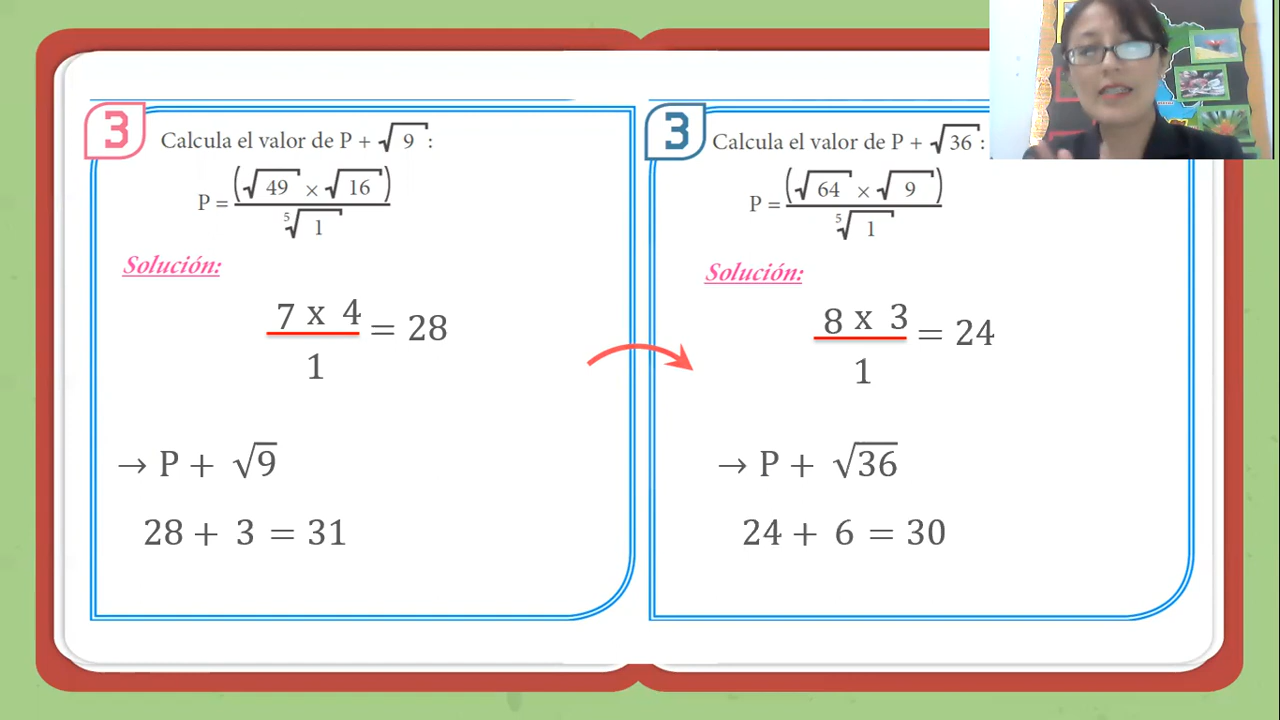 3
Calcula el valor de P + √9 :
P = (√49 × √16) / ⁵√1
Solución:
7 x 4 / 1 = 28
→ P + √9
28 + 3 = 31
3
Calcula el valor de P + √36 :
P = (√64 × √9) / ⁵√1
Solución:
8 x 3 / 1 = 24
→ P + √36
24 + 6 = 30